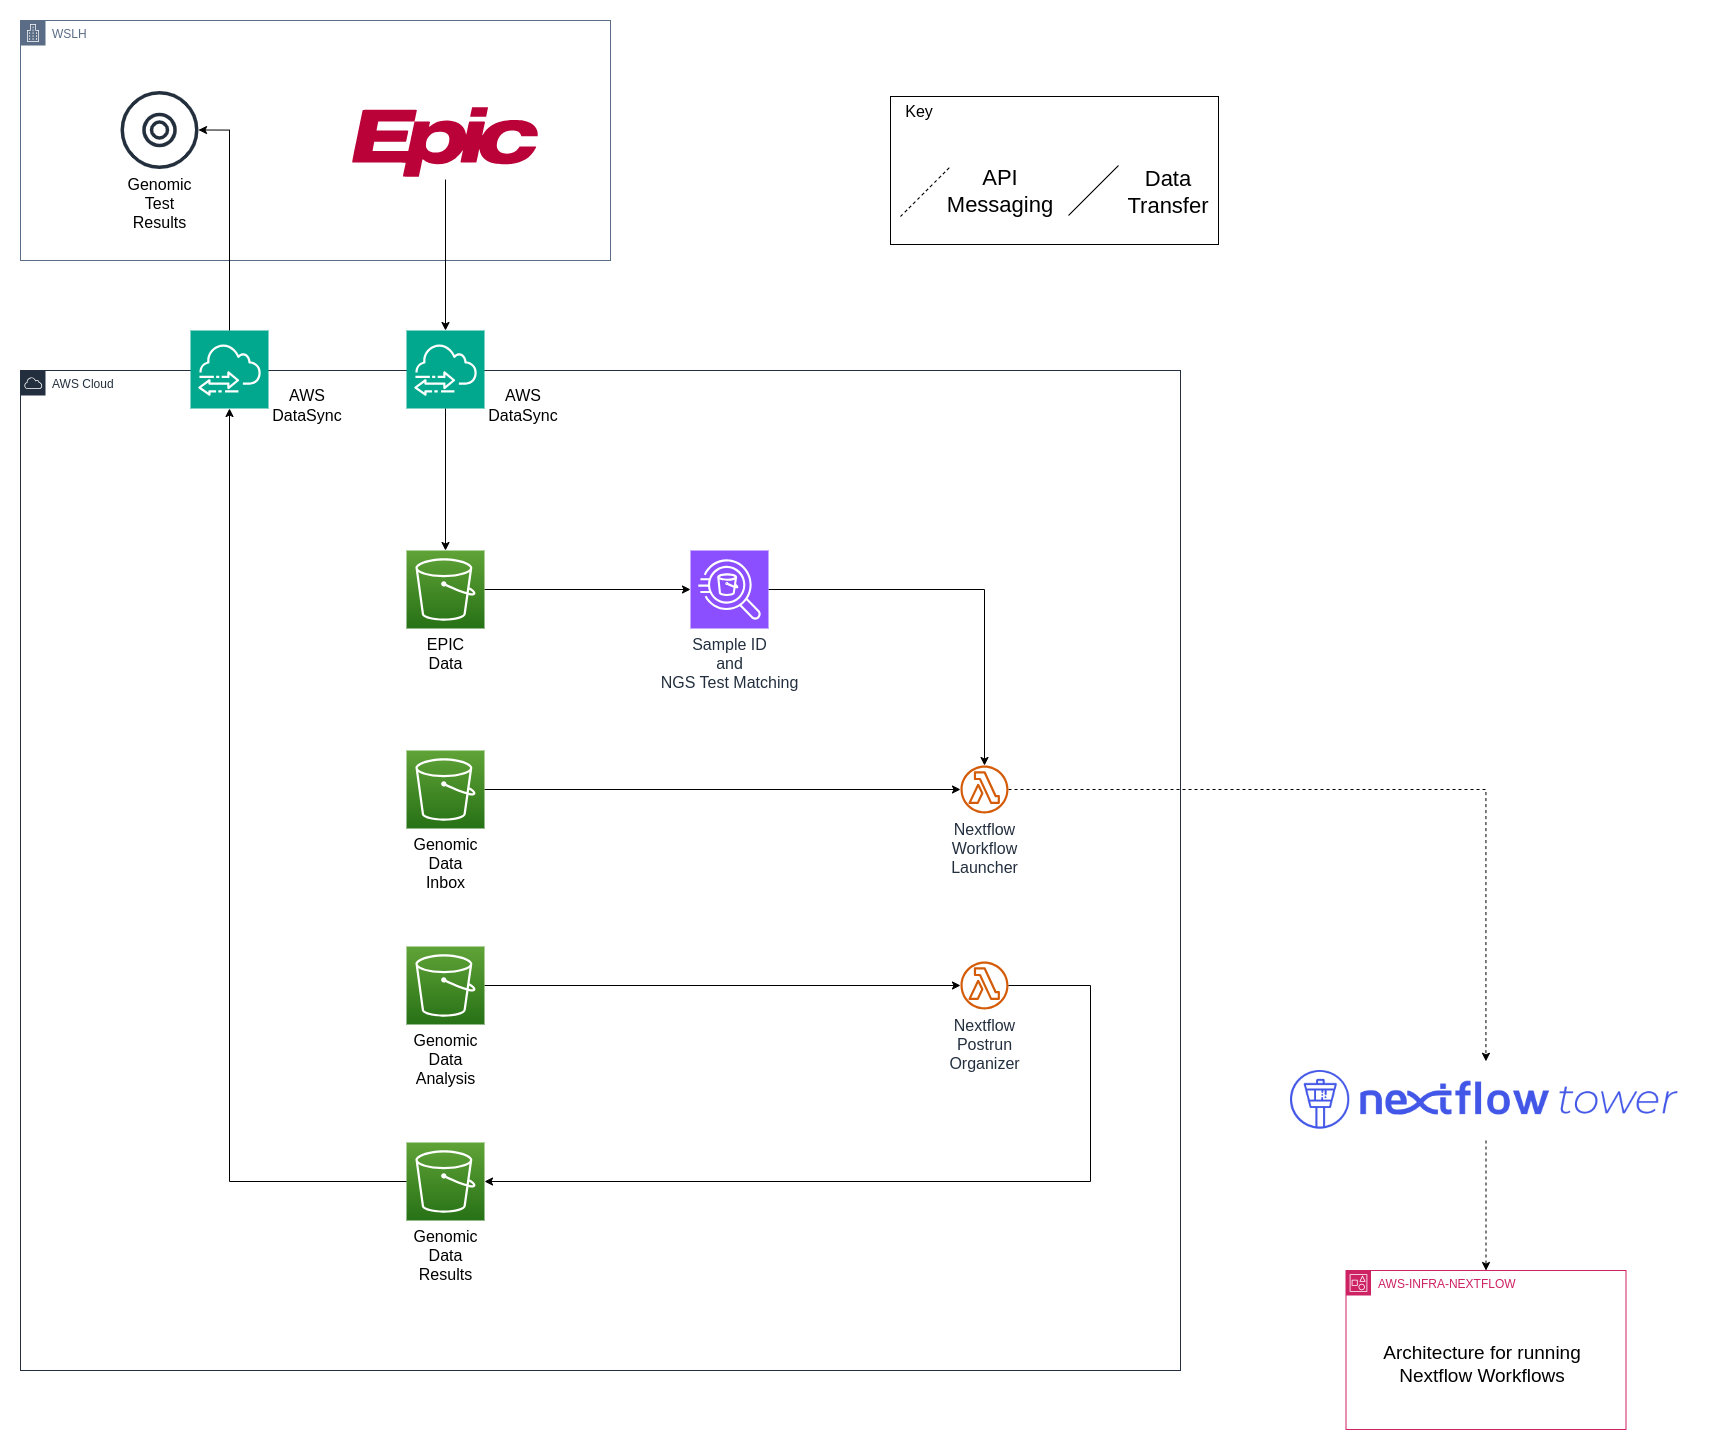 WSLH
Genomic
Test
Results
Epic
Key
API
Messaging
Data
Transfer
AWS Cloud
AWS
DataSync
AWS
DataSync
EPIC
Data
Sample ID
and
NGS Test Matching
Genomic
Data
Inbox
Nextflow
Workflow
Launcher
Genomic
Data
Analysis
Nextflow
Postrun
Organizer
nextflow tower
Genomic
Data
Results
AWS-INFRA-NEXTFLOW
Architecture for running
Nextflow Workflows